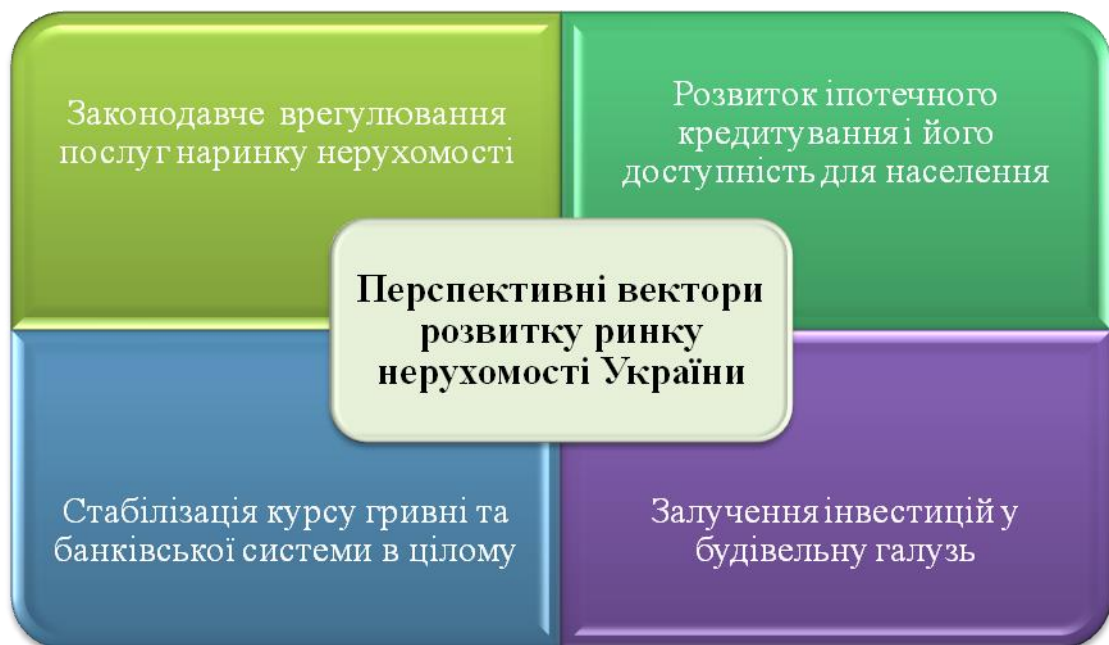 Законодавче врегулювання
послуг наринку нерухомості
Розвиток іпотечного
кредитування і його
доступність для населення
Перспективні вектори
розвитку ринку
нерухомості України
Стабілізація курсу гривні та
банківської системи в цілому
Залучення інвестицій у
будівельну галузь